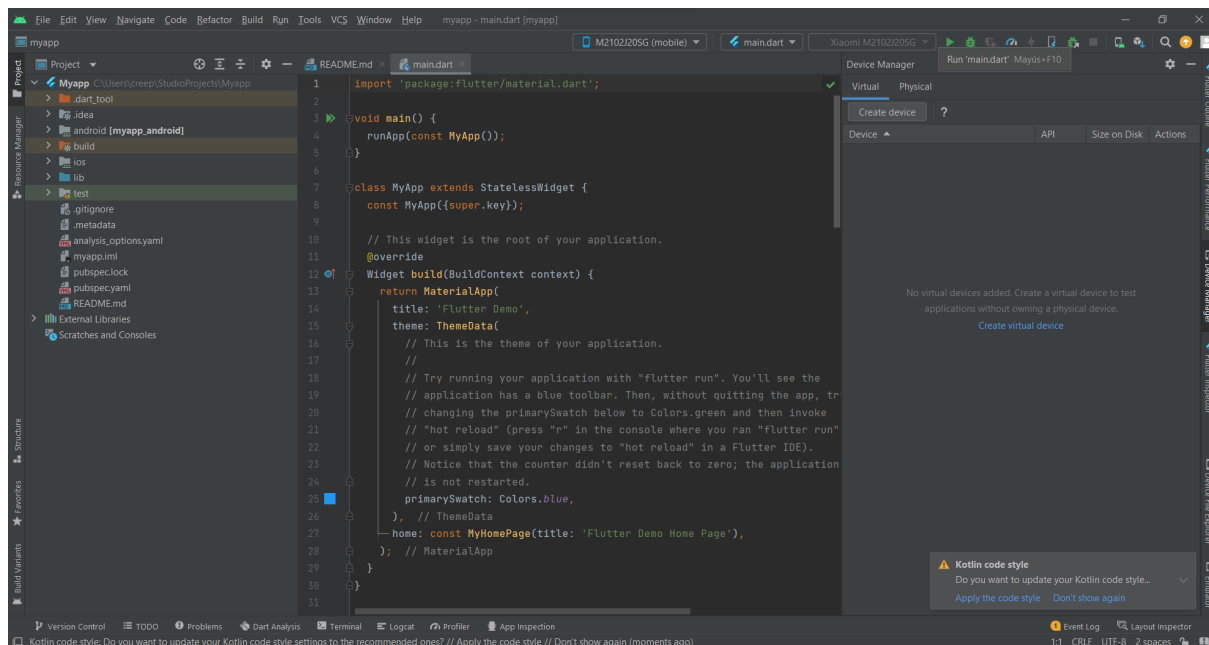 File Edit View Navigate Code Refactor Build Run Tools VCS Window Help myapp - main.dart [myapp]
myapp
M2102J20SG (mobile)
main.dart
Xiaomi M2102J20SG
Run 'main.dart' Mayús+F10
Project
README.md
main.dart
Device Manager
Myapp C:\Users\creep\StudioProjects\Myapp
.dart_tool
.idea
android [myapp_android]
build
ios
lib
test
.gitignore
.metadata
analysis_options.yaml
myapp.iml
pubspec.lock
pubspec.yaml
README.md
External Libraries
Scratches and Consoles
Project
Resource Manager
Structure
Favorites
Build Variants
1 import 'package:flutter/material.dart';
2
3 void main() {
4 runApp(const MyApp());
5 }
6
7 class MyApp extends StatelessWidget {
8 const MyApp({super.key});
9
10 // This widget is the root of your application.
11 @override
12 Widget build(BuildContext context) {
13 return MaterialApp(
14 title: 'Flutter Demo',
15 theme: ThemeData(
16 // This is the theme of your application.
17 //
18 // Try running your application with "flutter run". You'll see the
19 // application has a blue toolbar. Then, without quitting the app, tr
20 // changing the primarySwatch below to Colors.green and then invoke
21 // "hot reload" (press "r" in the console where you ran "flutter run"
22 // or simply save your changes to "hot reload" in a Flutter IDE).
23 // Notice that the counter didn't reset back to zero; the application
24 // is not restarted.
25 primarySwatch: Colors.blue,
26 ), // ThemeData
27 home: const MyHomePage(title: 'Flutter Demo Home Page'),
28 ); // MaterialApp
29 }
30 }
31
Virtual Physical
Create device ?
Device API Size on Disk Actions
No virtual devices added. Create a virtual device to test
applications without owning a physical device.
Create virtual device
Flutter Outline
Flutter Performance
Device Manager
Flutter Inspector
Device File Explorer
Emulator
Kotlin code style
Do you want to update your Kotlin code style...
Apply the code style Don't show again
Version Control TODO Problems Dart Analysis Terminal Logcat Profiler App Inspection
1 Event Log Layout Inspector
Kotlin code style: Do you want to update your Kotlin code style settings to the recommended ones? // Apply the code style // Don't show again (moments ago)
1:1 CRLF UTF-8 2 spaces